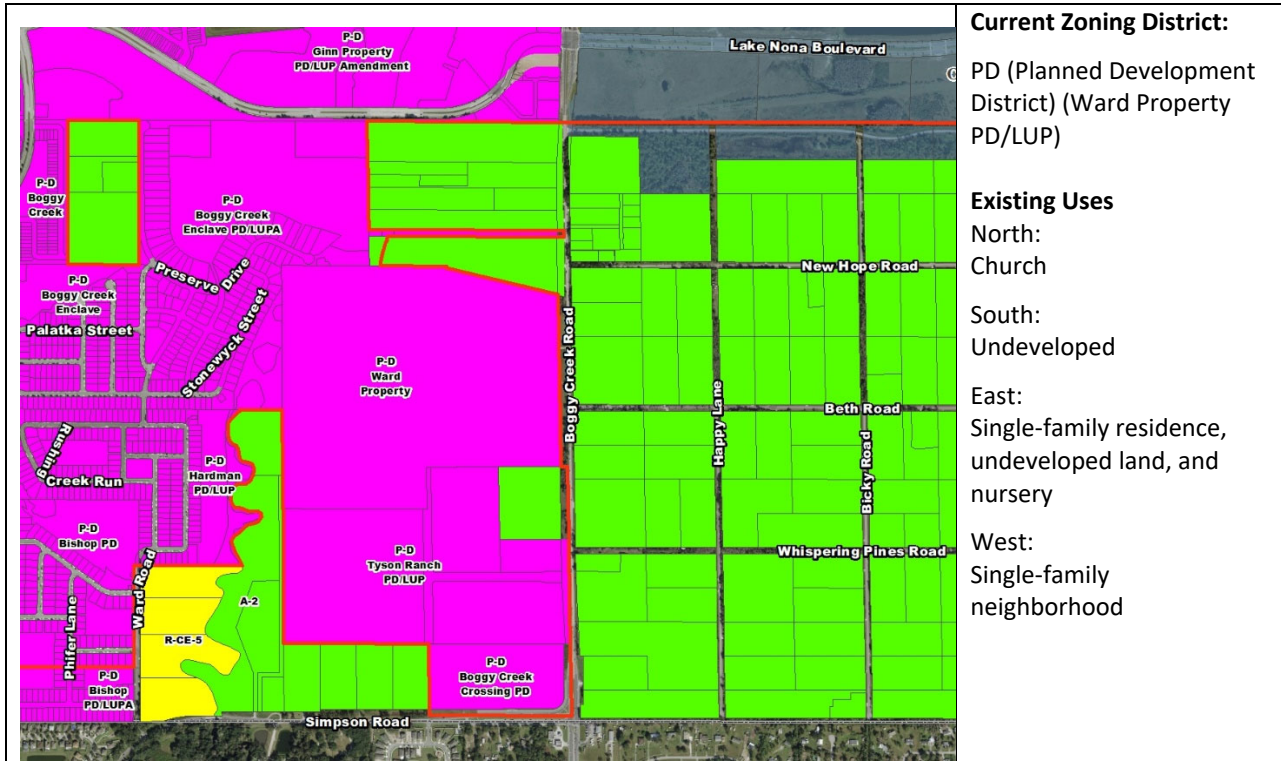 P-D
Ginn Property
PD/LUP Amendment
Lake Nona Boulevard
P-D
Boggy
Creek
P-D
Boggy Creek
Enclave PD/LUPA
Preserve Drive
New Hope Road
P-D
Boggy Creek
Enclave
Palatka Street
Stonewyck Street
P-D
Ward
Property
Boggy Creek Road
Happy Lane
Beth Road
Bicky Road
Rushing
Creek Run
P-D
Hardman
PD/LUP
P-D
Bishop PD
Ward Road
P-D
Tyson Ranch
PD/LUP
Whispering Pines Road
A-2
R-CE-5
Phifer Lane
P-D
Bishop
PD/LUPA
P-D
Boggy Creek
Crossing PD
Simpson Road
Current Zoning District:
PD (Planned Development
District) (Ward Property
PD/LUP)
Existing Uses
North:
Church
South:
Undeveloped
East:
Single-family residence,
undeveloped land, and
nursery
West:
Single-family
neighborhood